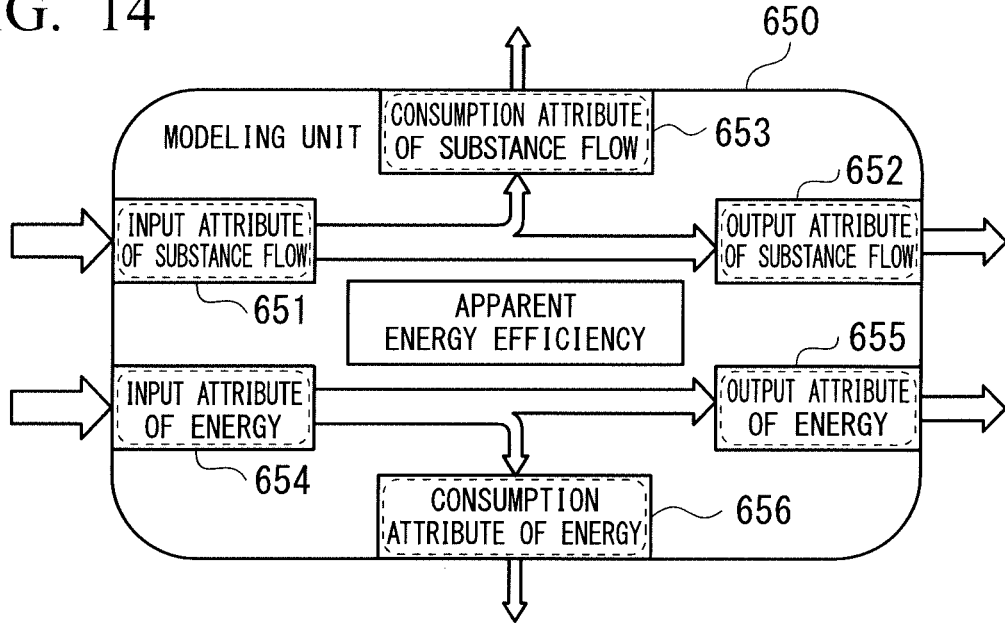 FIG. 14
650
MODELING UNIT
CONSUMPTION ATTRIBUTE
OF SUBSTANCE FLOW
653
652
INPUT ATTRIBUTE
OF SUBSTANCE FLOW
651
OUTPUT ATTRIBUTE
OF SUBSTANCE FLOW
APPARENT
ENERGY EFFICIENCY
655
INPUT ATTRIBUTE
OF ENERGY
654
OUTPUT ATTRIBUTE
OF ENERGY
CONSUMPTION
ATTRIBUTE OF ENERGY
656